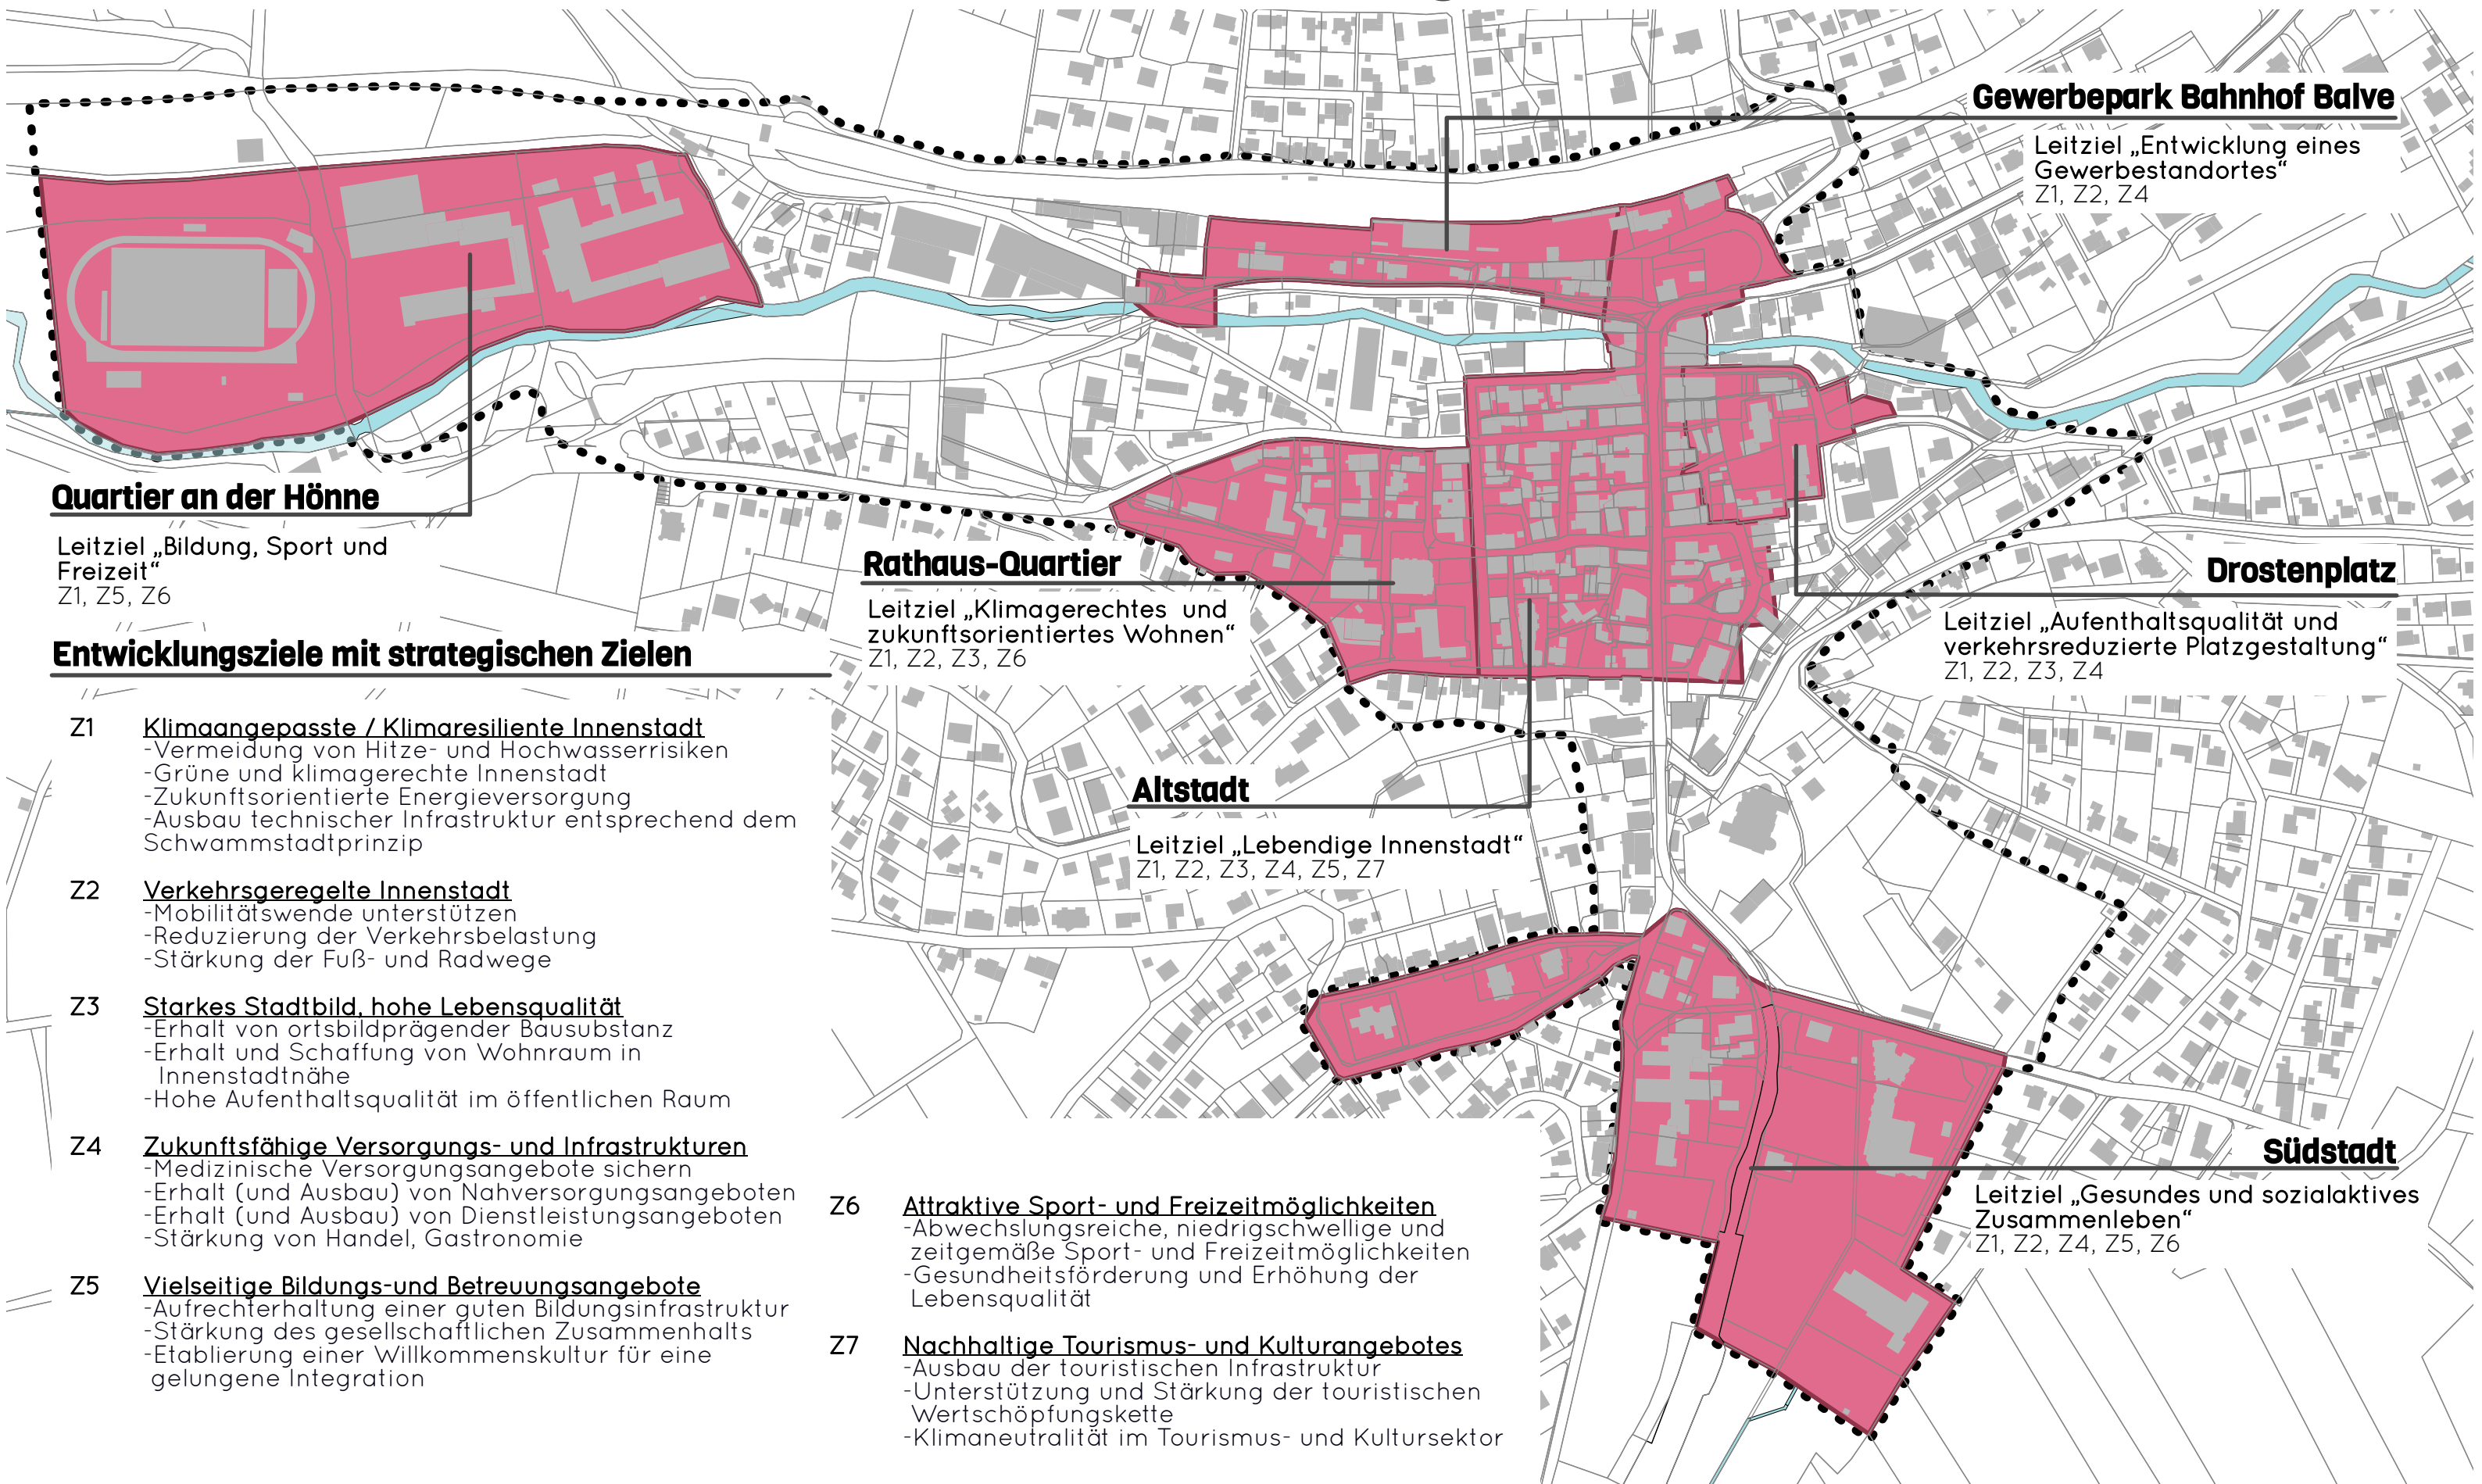 Gewerbepark Bahnhof Balve
Leitziel „Entwicklung eines
Gewerbestandortes“
Z1, Z2, Z4
Quartier an der Hönne
Leitziel „Bildung, Sport und
Freizeit“
Z1, Z5, Z6
Rathaus-Quartier
Leitziel „Klimagerechtes und
zukunftsorientiertes Wohnen“
Z1, Z2, Z3, Z6
Drostenplatz
Leitziel „Aufenthaltsqualität und
verkehrsreduzierte Platzgestaltung“
Z1, Z2, Z3, Z4
Altstadt
Leitziel „Lebendige Innenstadt“
Z1, Z2, Z3, Z4, Z5, Z7
Südstadt
Leitziel „Gesundes und sozialaktives
Zusammenleben“
Z1, Z2, Z4, Z5, Z6
Entwicklungsziele mit strategischen Zielen
Z1 Klimaangepasste / Klimaresiliente Innenstadt
-Vermeidung von Hitze- und Hochwasserrisiken
-Grüne und klimagerechte Innenstadt
-Zukunftsorientierte Energieversorgung
-Ausbau technischer Infrastruktur entsprechend dem
Schwammstadtprinzip
Z2 Verkehrsgeregelte Innenstadt
-Mobilitätswende unterstützen
-Reduzierung der Verkehrsbelastung
-Stärkung der Fuß- und Radwege
Z3 Starkes Stadtbild, hohe Lebensqualität
-Erhalt von ortsbildprägender Bausubstanz
-Erhalt und Schaffung von Wohnraum in
Innenstadtnähe
-Hohe Aufenthaltsqualität im öffentlichen Raum
Z4 Zukunftsfähige Versorgungs- und Infrastrukturen
-Medizinische Versorgungsangebote sichern
-Erhalt (und Ausbau) von Nahversorgungsangeboten
-Erhalt (und Ausbau) von Dienstleistungsangeboten
-Stärkung von Handel, Gastronomie
Z5 Vielseitige Bildungs-und Betreuungsangebote
-Aufrechterhaltung einer guten Bildungsinfrastruktur
-Stärkung des gesellschaftlichen Zusammenhalts
-Etablierung einer Willkommenskultur für eine
gelungene Integration
Z6 Attraktive Sport- und Freizeitmöglichkeiten
-Abwechslungsreiche, niedrigschwellige und
zeitgemäße Sport- und Freizeitmöglichkeiten
-Gesundheitsförderung und Erhöhung der
Lebensqualität
Z7 Nachhaltige Tourismus- und Kulturangebotes
-Ausbau der touristischen Infrastruktur
-Unterstützung und Stärkung der touristischen
Wertschöpfungskette
-Klimaneutralität im Tourismus- und Kultursektor